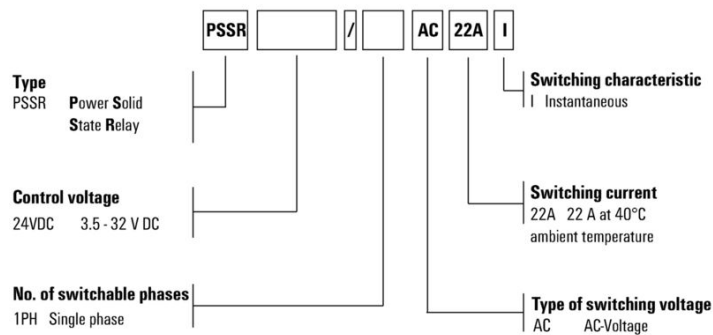 PSSR / AC 22A I
Type
PSSR Power Solid
State Relay
Switching characteristic
I Instantaneous
Control voltage
24VDC 3.5 - 32 V DC
Switching current
22A 22 A at 40°C
ambient temperature
No. of switchable phases
1PH Single phase
Type of switching voltage
AC AC-Voltage